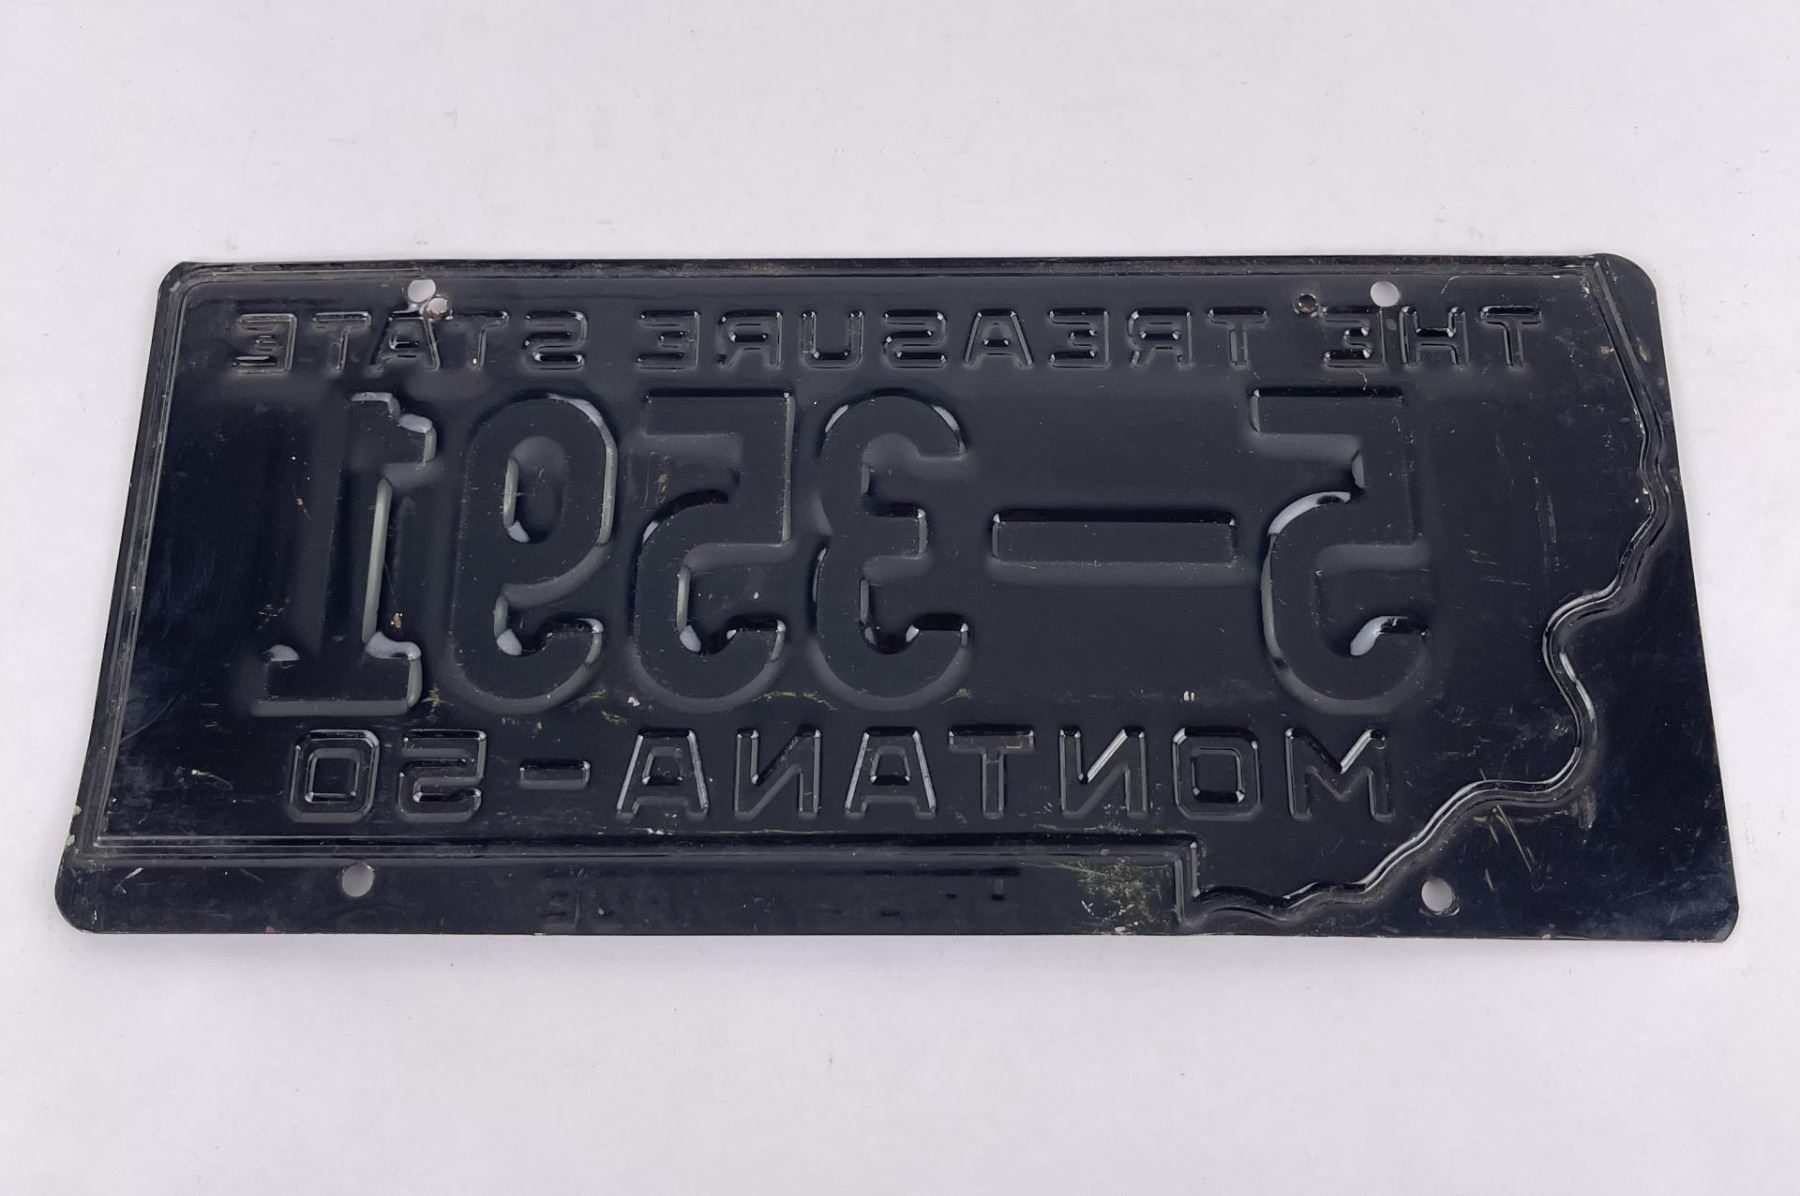 THE TREASURE STATE
5—3591
MONTANA-50